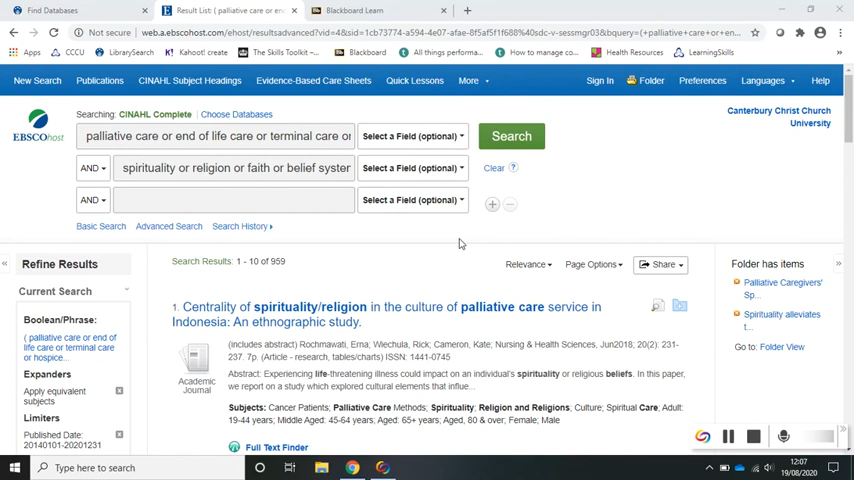 Find Databases
Result List: ( palliative care or en
Blackboard Learn
Not secure | web.a.ebscohost.com/ehost/resultsadvanced?vid=4&sid=1cb73774-a594-4e07-afae-8f5af5f1f688%40sdc-v-sessmgr03&bquery=(+palliative+care+or+en...
Apps
CCCU
LibrarySearch
Kahoot! create
The Skills Toolkit –...
Blackboard
All things performe...
How to manage co...
Health Resources
LearningSkills
New Search
Publications
CINAHL Subject Headings
Evidence-Based Care Sheets
Quick Lessons
More
Sign In
Folder
Preferences
Languages
Help
Canterbury Christ Church
University
EBSCOhost
Searching: CINAHL Complete | Choose Databases
palliative care or end of life care or terminal care or
Select a Field (optional)
Search
AND
spirituality or religion or faith or belief system
Select a Field (optional)
Clear ?
AND
Select a Field (optional)
Basic Search
Advanced Search
Search History
Refine Results
Current Search
Boolean/Phrase:
( palliative care or end of
life care or terminal care
or hospice...
Expanders
Apply equivalent
subjects
Limiters
Published Date:
20140101-20201231
Search Results: 1 - 10 of 959
Relevance
Page Options
Share
1. Centrality of spirituality/religion in the culture of palliative care service in
Indonesia: An ethnographic study.
(includes abstract) Rochmawati, Erna; Wiechula, Rick; Cameron, Kate; Nursing & Health Sciences, Jun2018; 20(2): 231-
237. 7p. (Article - research, tables/charts) ISSN: 1441-0745
Academic
Journal
Abstract: Experiencing life-threatening illness could impact on an individual's spirituality or religious beliefs. In this paper,
we report on a study which explored cultural elements that influe...
Subjects: Cancer Patients; Palliative Care Methods; Spirituality; Religion and Religions; Culture; Spiritual Care; Adult:
19-44 years; Middle Aged: 45-64 years; Aged: 65+ years; Aged, 80 & over; Female; Male
Full Text Finder
Folder has items
Palliative Caregivers'
Sp...
Spirituality alleviates
t...
Go to: Folder View
Type here to search
12:07
19/08/2020